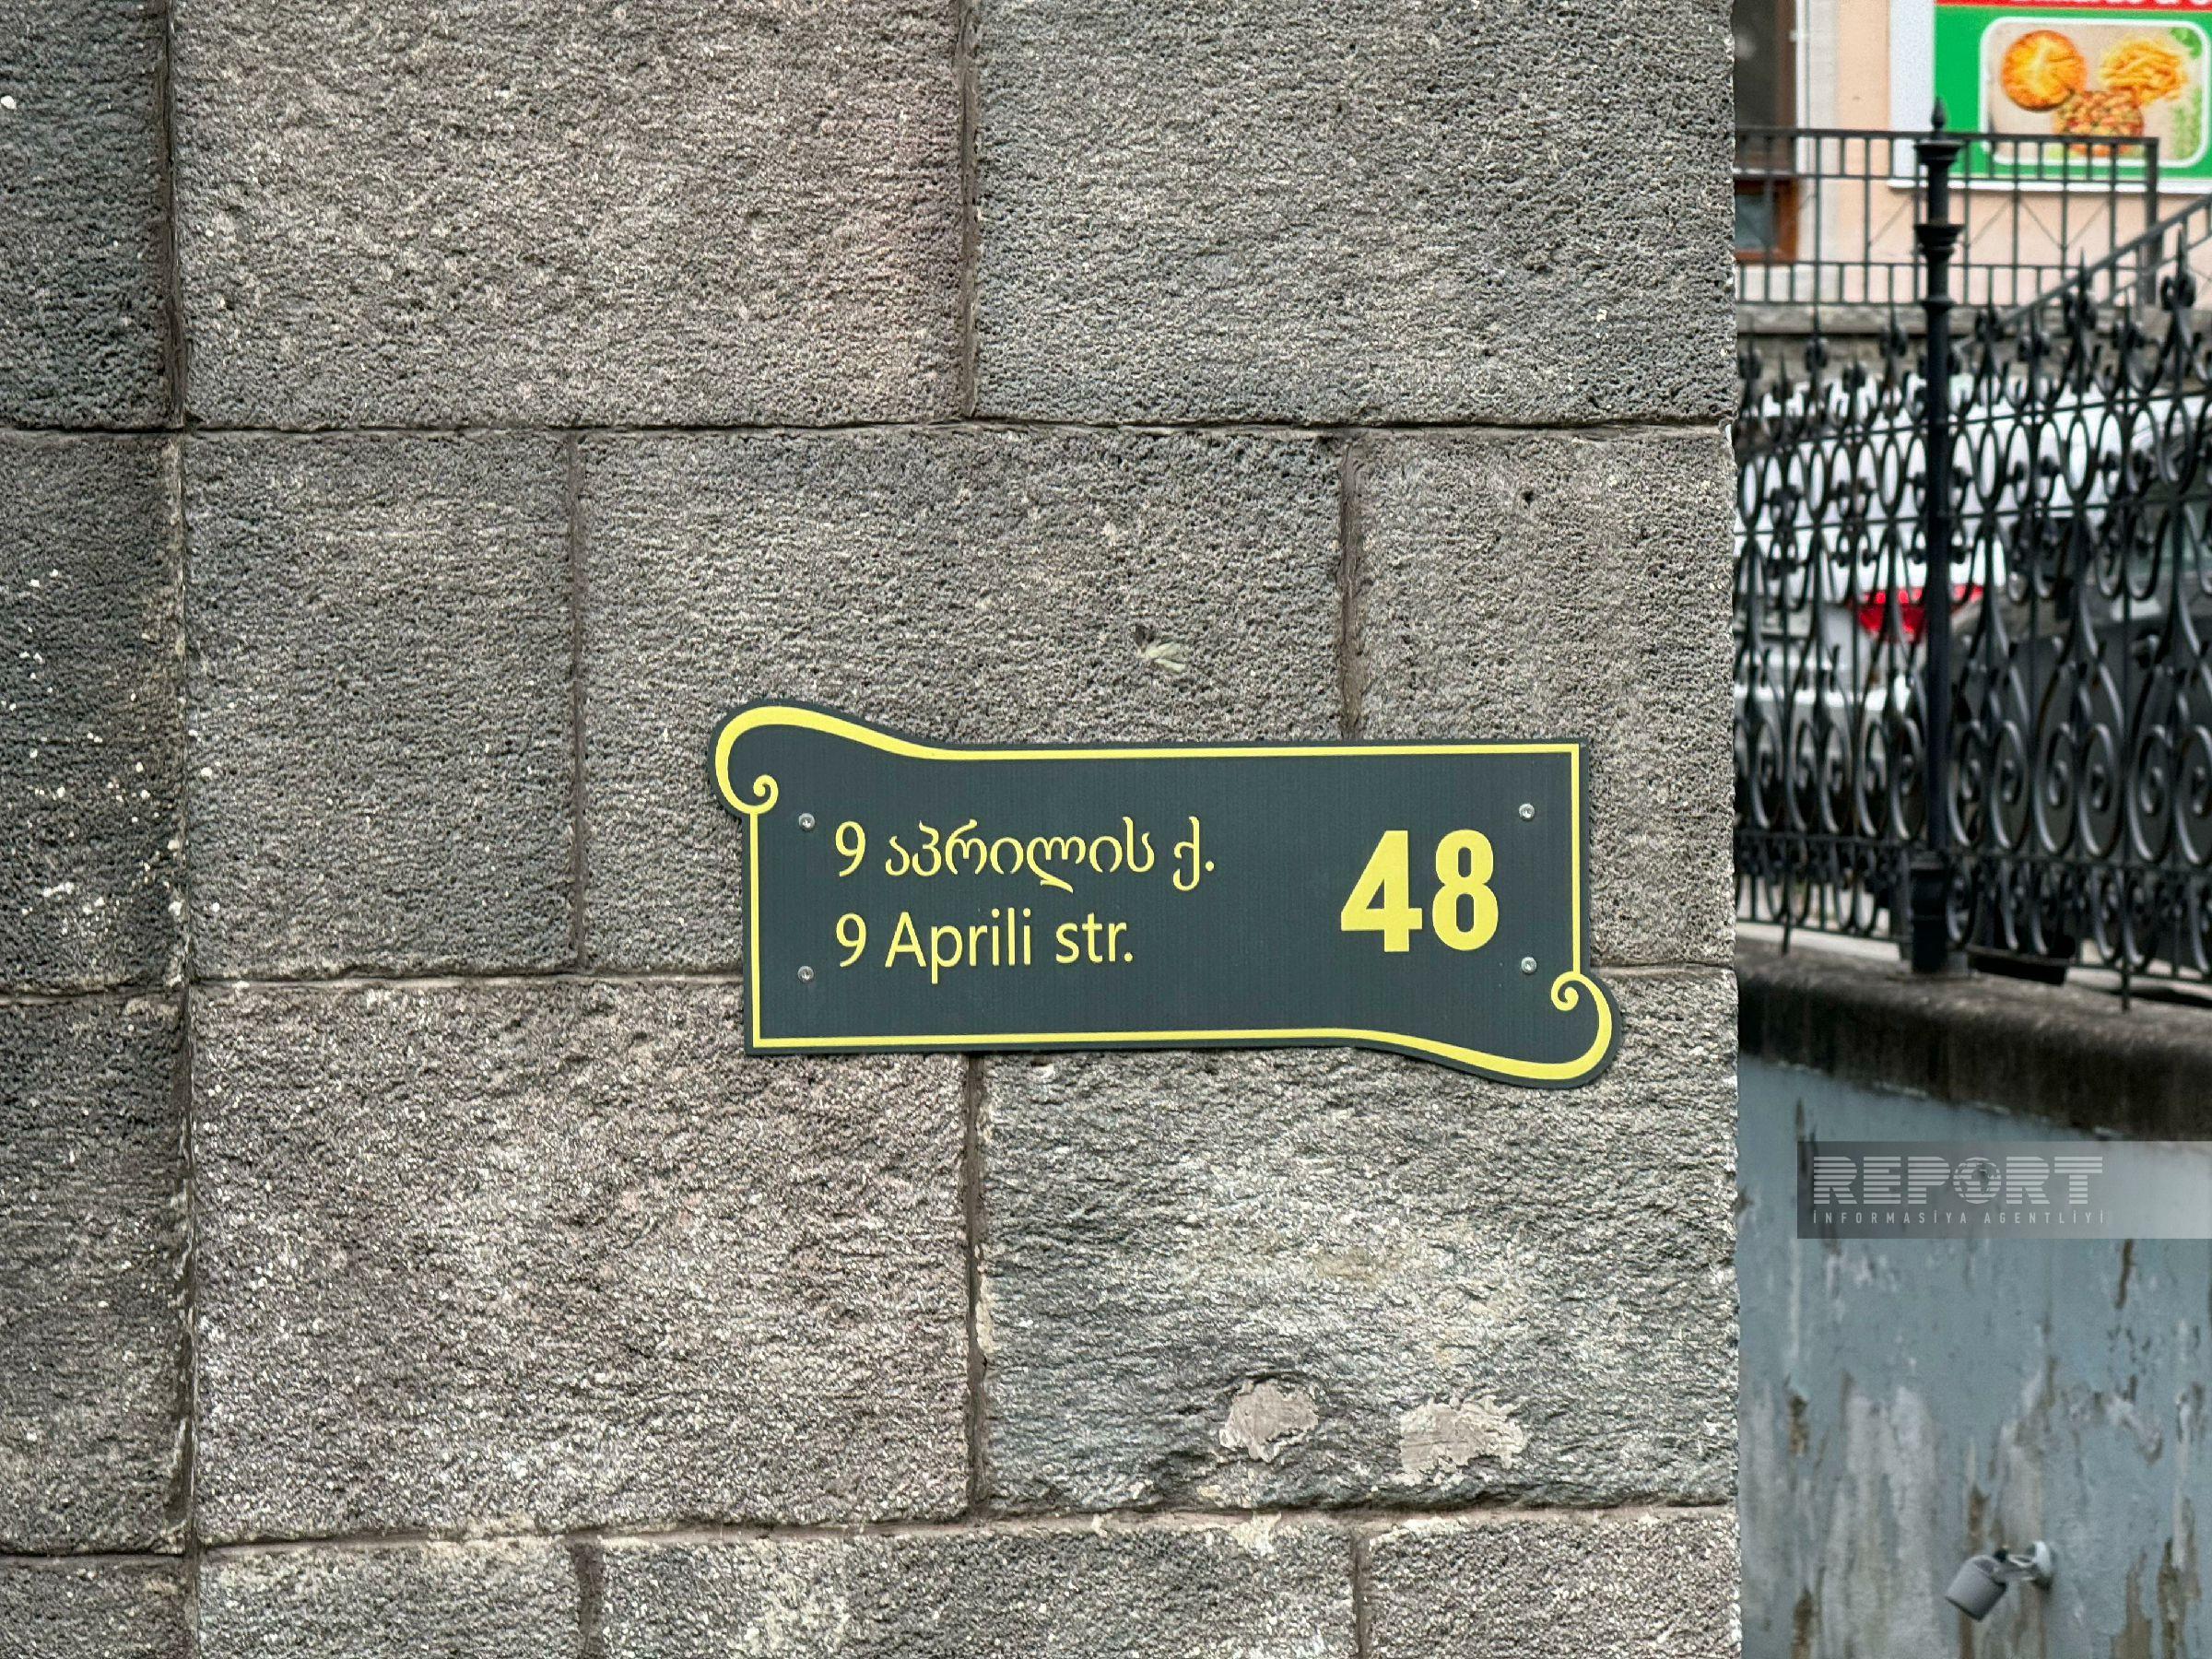 9 აპრილის ქ.
9 Aprili str.
48
REPORT
İNFORMASİYA AGENTLİYİ